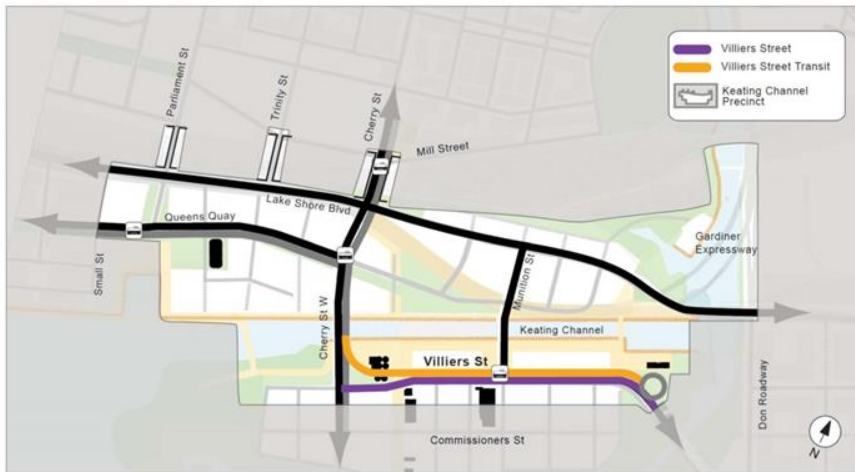 Parliament St
Trinity St
Cherry St
Mill Street
Villiers Street
Villiers Street Transit
Keating Channel
Precinct
Lake Shore Blvd
Queens Quay
Small St
Gardiner
Expressway
Munition St
Cherry St W
Keating Channel
Villiers St
Don Roadway
Commissioners St
N